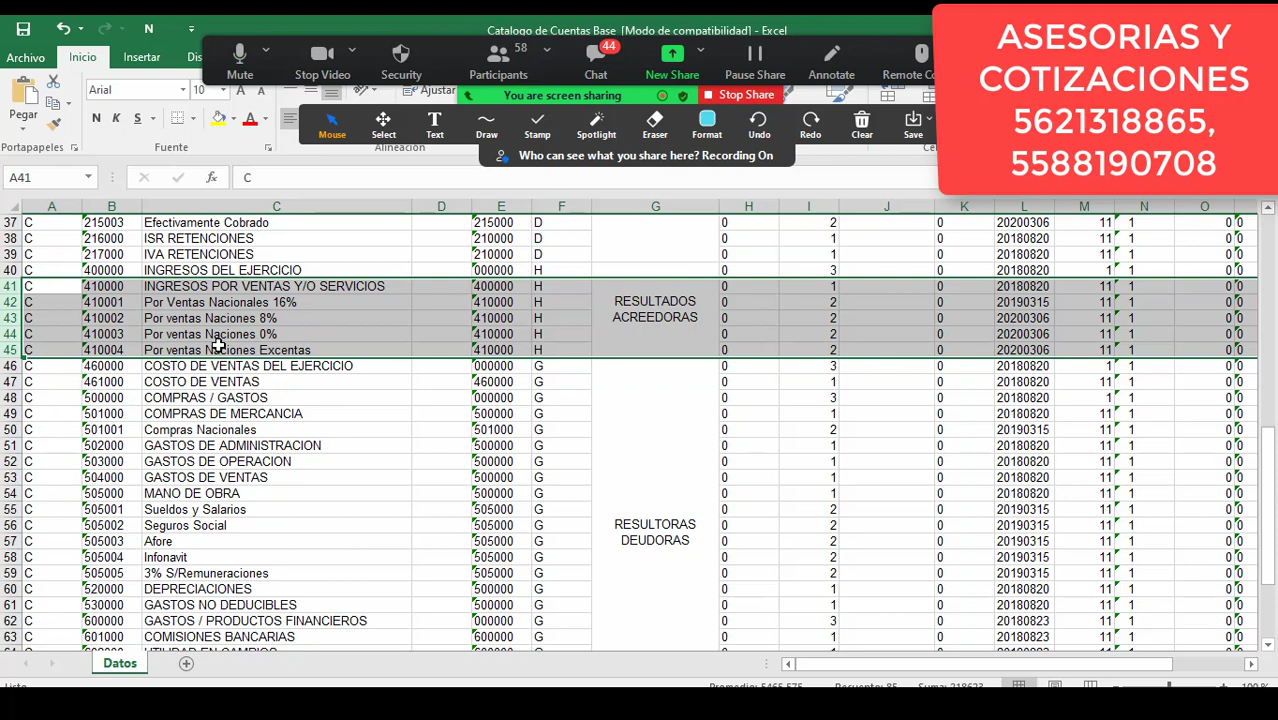 Catalogo de Cuentas Base [Modo de compatibilidad] - Excel
ASESORIAS Y
COTIZACIONES
5621318865,
5588190708
Archivo Inicio Insertar
Mute Stop Video Security Participants 58 Chat 44 New Share Pause Share Annotate
You are screen sharing Stop Share
Arial 10 Ajustar
Pegar
N K S
Mouse Select Text Draw Stamp Spotlight Eraser Format Undo Redo Clear Save
Who can see what you share here? Recording On
Portapapeles Fuente Alineación
A41 fx C
A B C D E F G H I J K L M N O
37 C 215003 Efectivamente Cobrado 215000 D 0 2 0 20200306 11 1 0 0
38 C 216000 ISR RETENCIONES 210000 D 0 1 0 20180820 11 1 0 0
39 C 217000 IVA RETENCIONES 210000 D 0 1 0 20180820 11 1 0 0
40 C 400000 INGRESOS DEL EJERCICIO 000000 H 0 3 0 20180820 1 1 0 0
41 C 410000 INGRESOS POR VENTAS Y/O SERVICIOS 400000 H 0 1 0 20180820 11 1 0 0
42 C 410001 Por Ventas Nacionales 16% 410000 H RESULTADOS 0 2 0 20190315 11 1 0 0
43 C 410002 Por ventas Naciones 8% 410000 H ACREEDORAS 0 2 0 20200306 11 1 0 0
44 C 410003 Por ventas Naciones 0% 410000 H 0 2 0 20200306 11 1 0 0
45 C 410004 Por ventas Naciones Excentas 410000 H 0 2 0 20200306 11 1 0 0
46 C 460000 COSTO DE VENTAS DEL EJERCICIO 000000 G 0 3 0 20180820 1 1 0 0
47 C 461000 COSTO DE VENTAS 460000 G 0 1 0 20180820 11 1 0 0
48 C 500000 COMPRAS / GASTOS 000000 G 0 3 0 20180820 1 1 0 0
49 C 501000 COMPRAS DE MERCANCIA 500000 G 0 1 0 20180820 11 1 0 0
50 C 501001 Compras Nacionales 501000 G 0 2 0 20190315 11 1 0 0
51 C 502000 GASTOS DE ADMINISTRACION 500000 G 0 1 0 20180820 11 1 0 0
52 C 503000 GASTOS DE OPERACION 500000 G 0 1 0 20180820 11 1 0 0
53 C 504000 GASTOS DE VENTAS 500000 G 0 1 0 20180820 11 1 0 0
54 C 505000 MANO DE OBRA 500000 G 0 1 0 20190315 11 1 0 0
55 C 505001 Sueldos y Salarios 505000 G 0 2 0 20190315 11 1 0 0
56 C 505002 Seguros Social 505000 G RESULTORAS 0 2 0 20190315 11 1 0 0
57 C 505003 Afore 505000 G DEUDORAS 0 2 0 20190315 11 1 0 0
58 C 505004 Infonavit 505000 G 0 2 0 20190315 11 1 0 0
59 C 505005 3% S/Remuneraciones 505000 G 0 2 0 20190315 11 1 0 0
60 C 520000 DEPRECIACIONES 500000 G 0 1 0 20180820 11 1 0 0
61 C 530000 GASTOS NO DEDUCIBLES 500000 G 0 1 0 20180820 11 1 0 0
62 C 600000 GASTOS / PRODUCTOS FINANCIEROS 000000 G 0 3 0 20180823 1 1 0 0
63 C 601000 COMISIONES BANCARIAS 600000 G 0 1 0 20180823 11 1 0 0
Datos